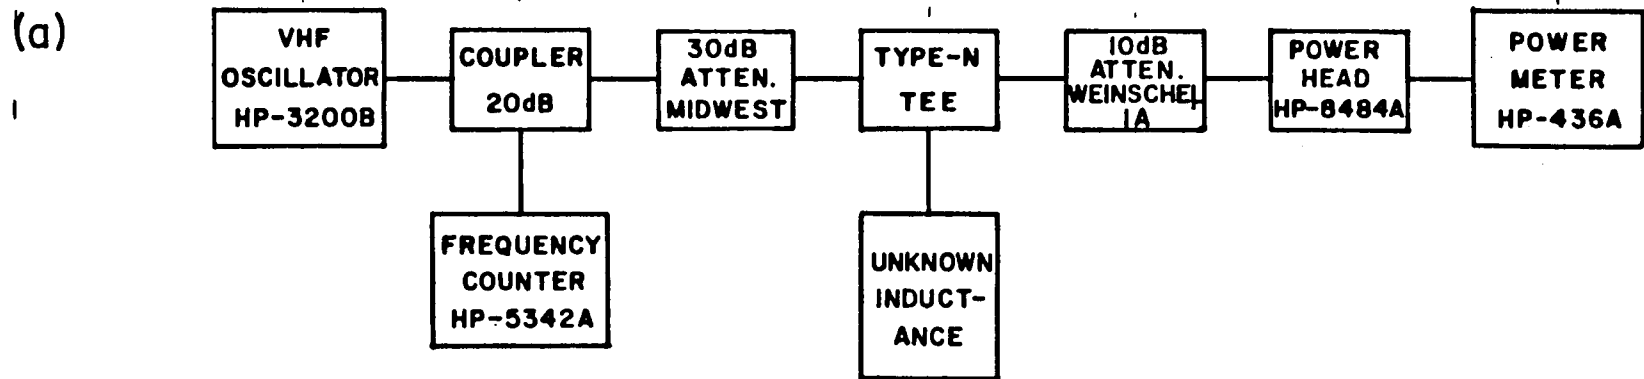 (a)
VHF
OSCILLATOR
HP-3200B
COUPLER
20dB
30dB
ATTEN.
MIDWEST
TYPE-N
TEE
10dB
ATTEN.
WEINSCHEL
1A
POWER
HEAD
HP-8484A
POWER
METER
HP-436A
FREQUENCY
COUNTER
HP-5342A
UNKNOWN
INDUCT-
ANCE